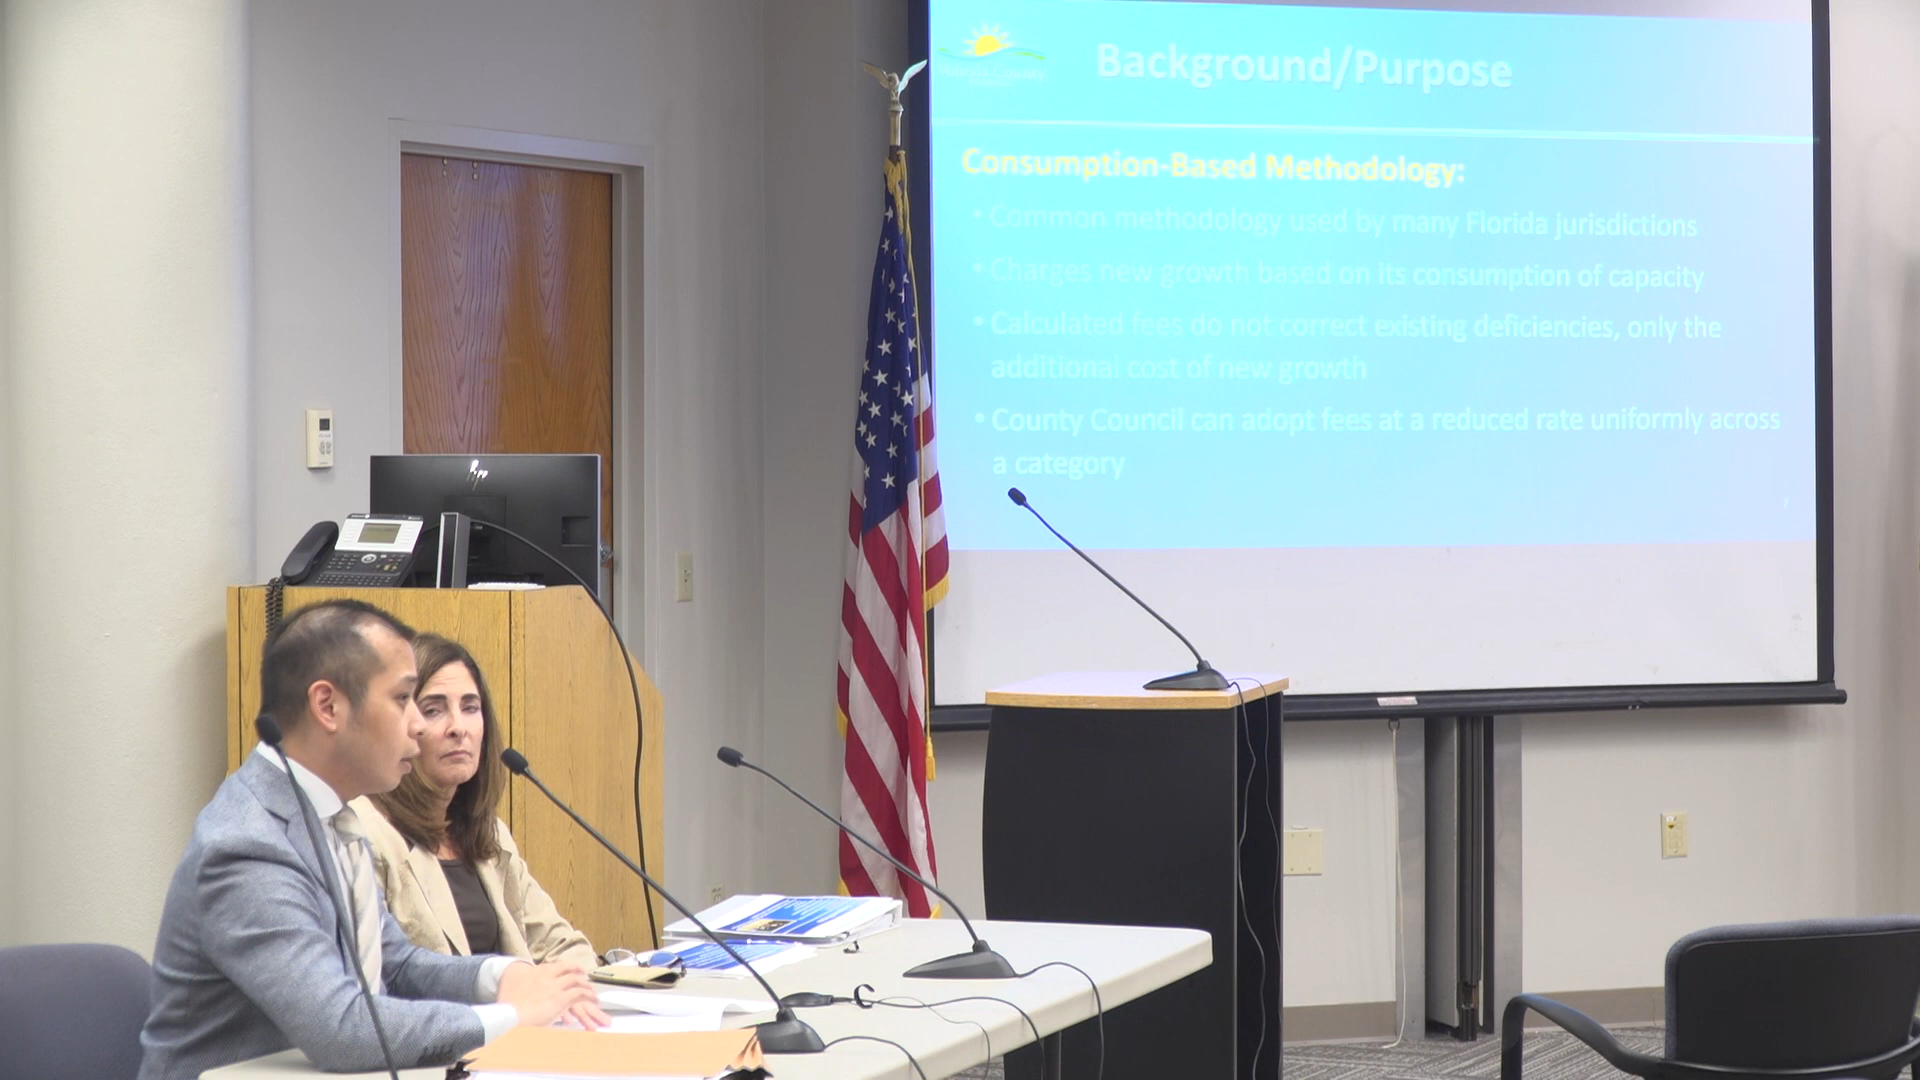 Background/Purpose
Consumption-Based Methodology:
• Common methodology used by many Florida jurisdictions
• Charges new growth based on its consumption of capacity
• Calculated fees do not correct existing deficiencies, only the
additional cost of new growth
• County Council can adopt fees at a reduced rate uniformly across
a category